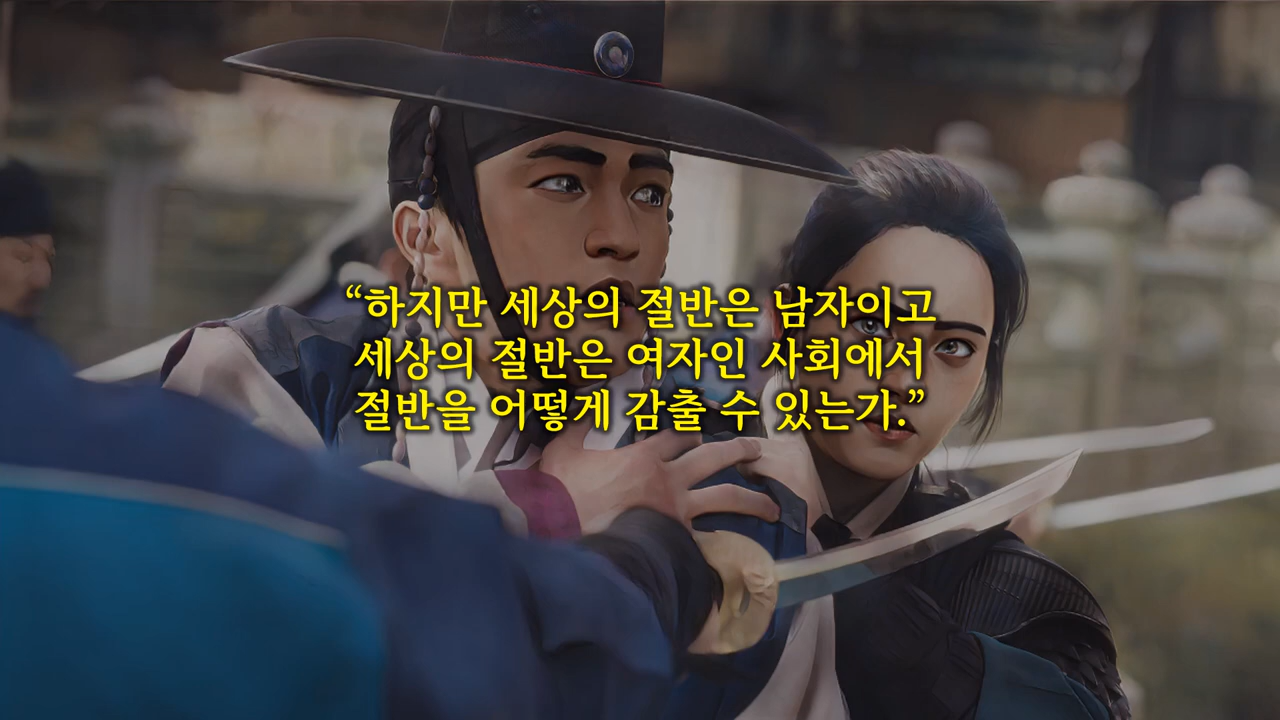 “하지만 세상의 절반은 남자이고
세상의 절반은 여자인 사회에서
절반을 어떻게 감출 수 있는가.”